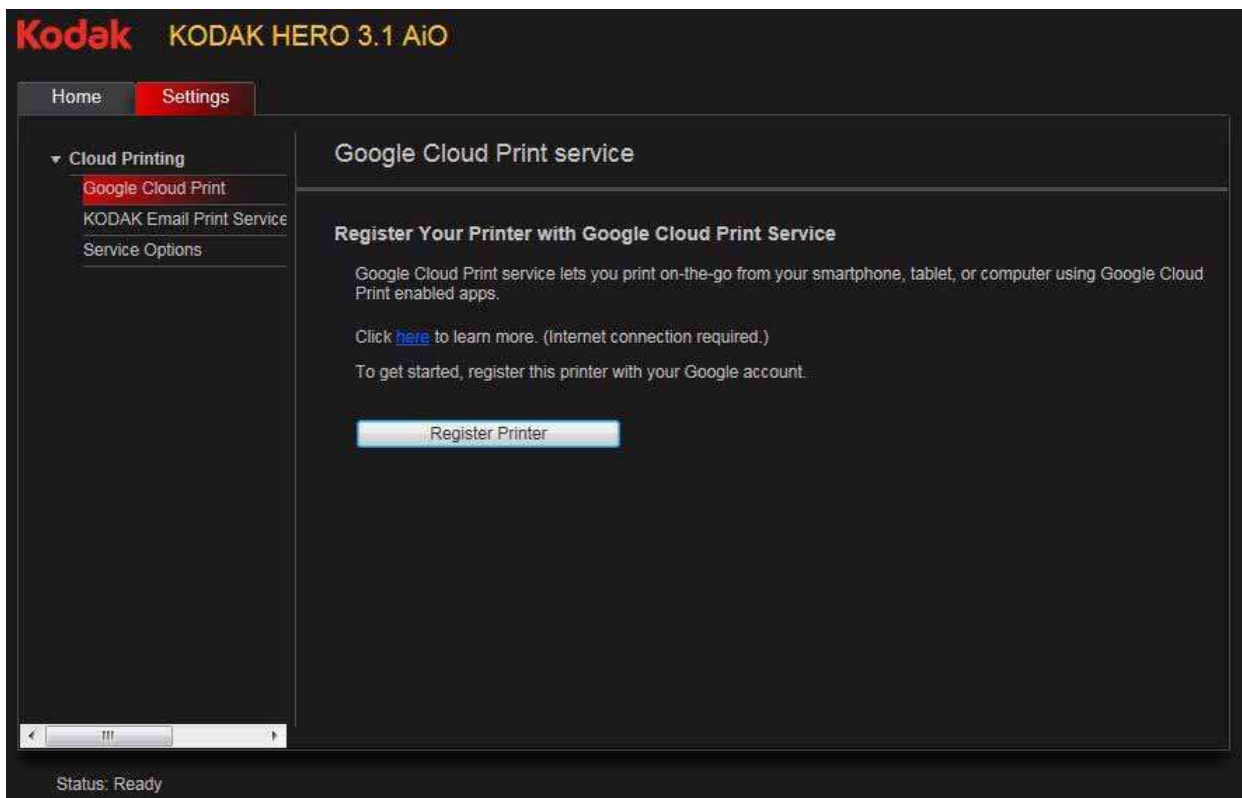 Kodak KODAK HERO 3.1 AiO
Home Settings
Cloud Printing
Google Cloud Print
KODAK Email Print Service
Service Options
Google Cloud Print service
Register Your Printer with Google Cloud Print Service
Google Cloud Print service lets you print on-the-go from your smartphone, tablet, or computer using Google Cloud
Print enabled apps.
Click here to learn more. (Internet connection required.)
To get started, register this printer with your Google account.
Register Printer
Status: Ready